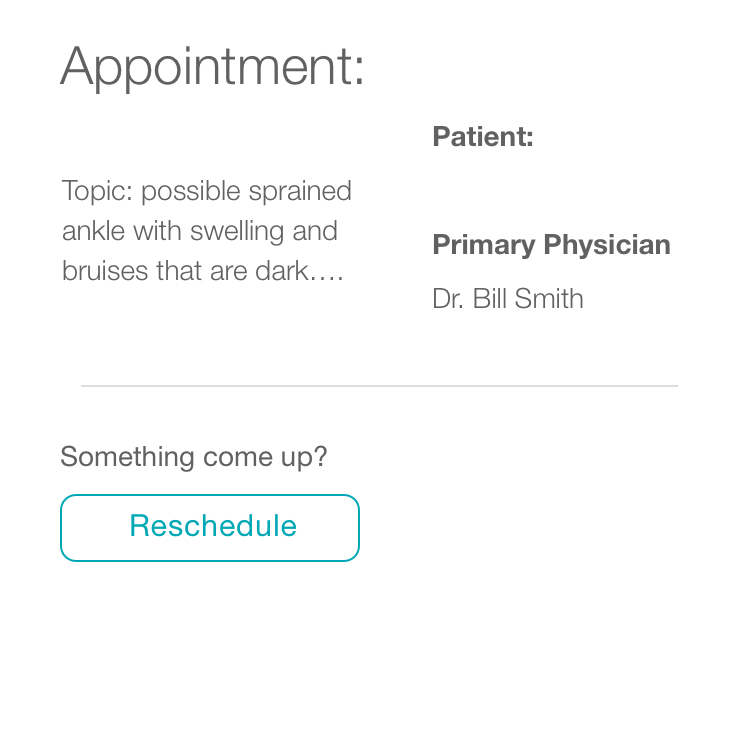 Appointment:
Topic: possible sprained
ankle with swelling and
bruises that are dark....
Patient:
Primary Physician
Dr. Bill Smith
Something come up?
Reschedule